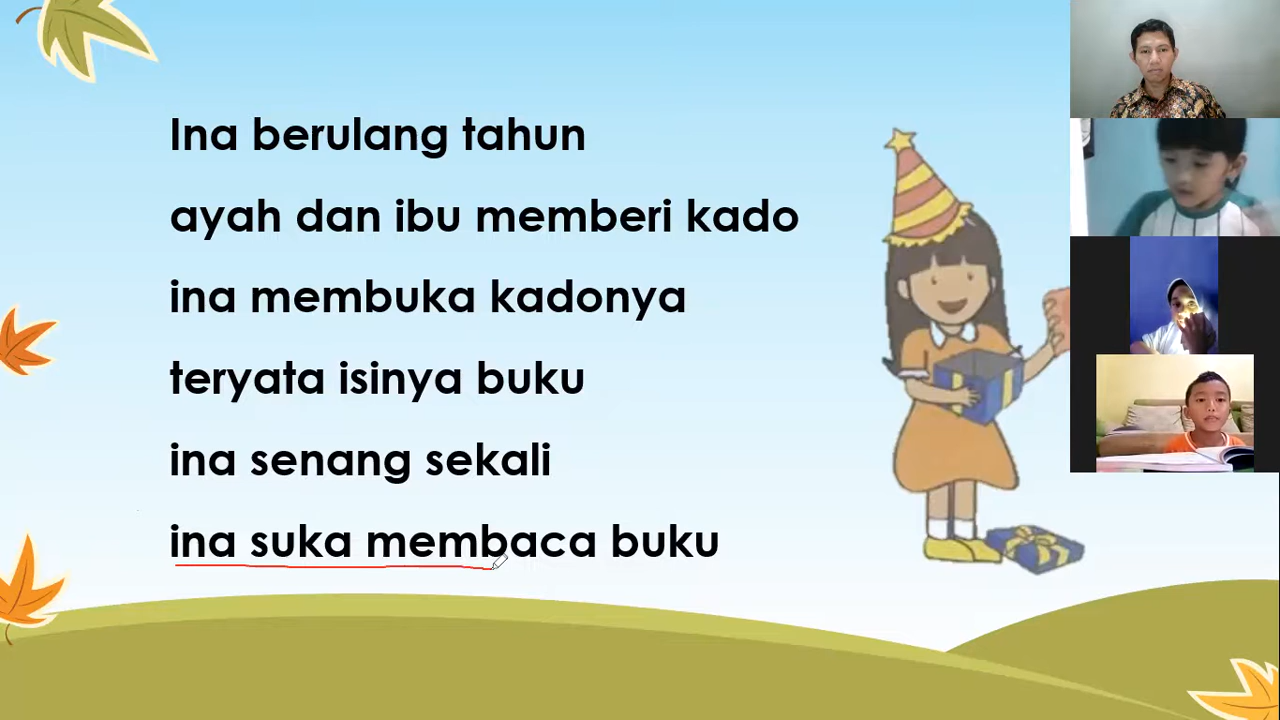 Ina berulang tahun
ayah dan ibu memberi kado
ina membuka kadonya
teryata isinya buku
ina senang sekali
ina suka membaca buku